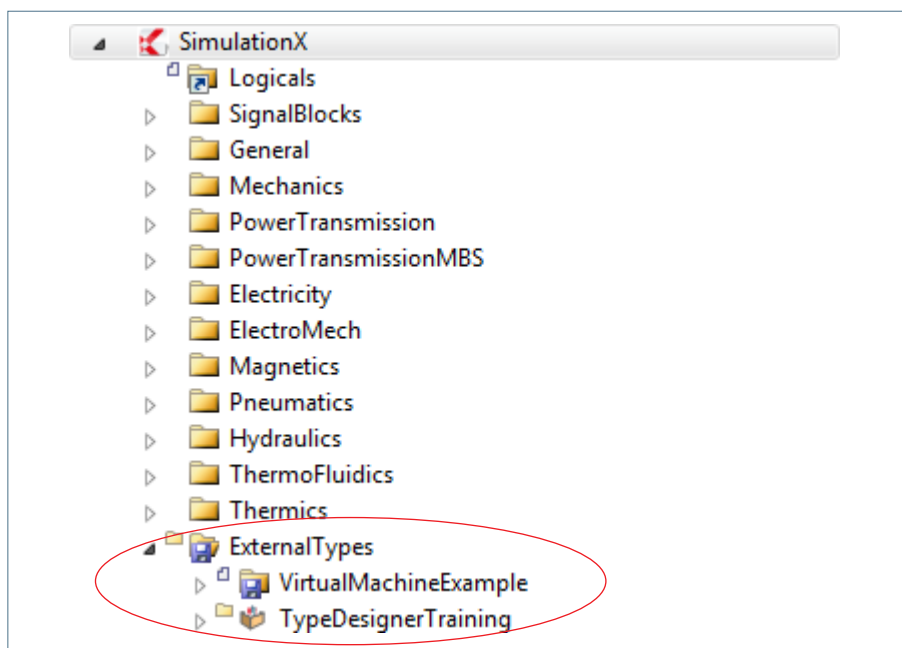 SimulationX
Logicals
SignalBlocks
General
Mechanics
PowerTransmission
PowerTransmissionMBS
Electricity
ElectroMech
Magnetics
Pneumatics
Hydraulics
ThermoFluidics
Thermics
ExternalTypes
VirtualMachineExample
TypeDesignerTraining